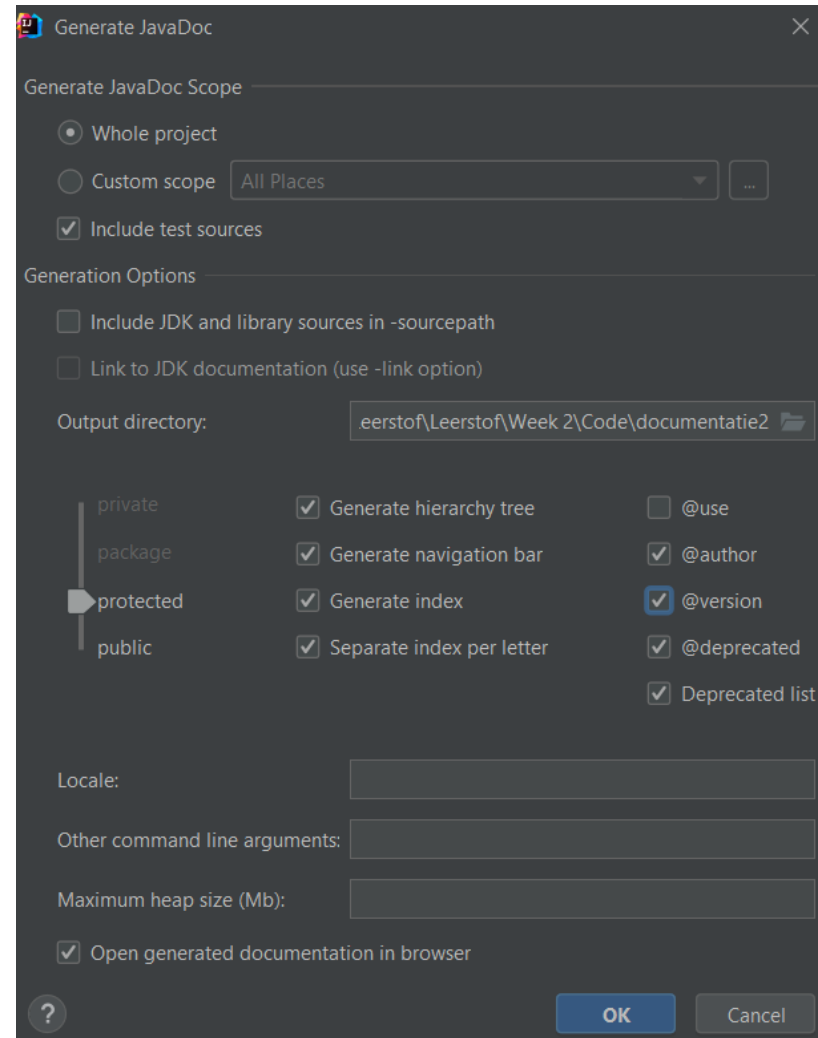 Generate JavaDoc
Generate JavaDoc Scope
Whole project
Custom scope All Places ...
Include test sources
Generation Options
Include JDK and library sources in -sourcepath
Link to JDK documentation (use -link option)
Output directory: .eerstof\Leerstof\Week 2\Code\documentatie2
private Generate hierarchy tree @use
package Generate navigation bar @author
protected Generate index @version
public Separate index per letter @deprecated
Deprecated list
Locale:
Other command line arguments:
Maximum heap size (Mb):
Open generated documentation in browser
? OK Cancel